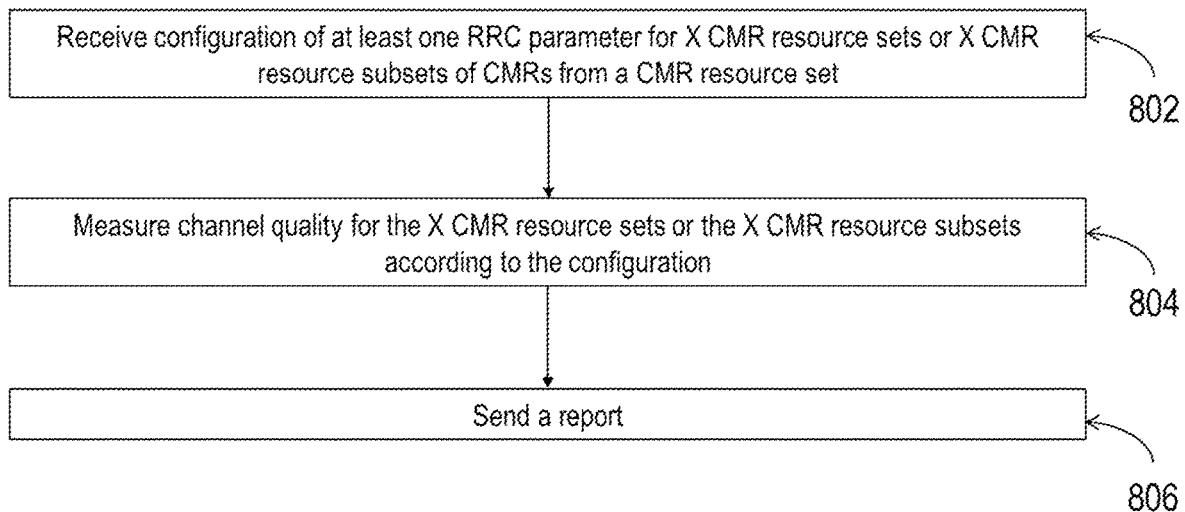 Receive configuration of at least one RRC parameter for X CMR resource sets or X CMR
resource subsets of CMRs from a CMR resource set
802
Measure channel quality for the X CMR resource sets or the X CMR resource subsets
according to the configuration
804
Send a report
806